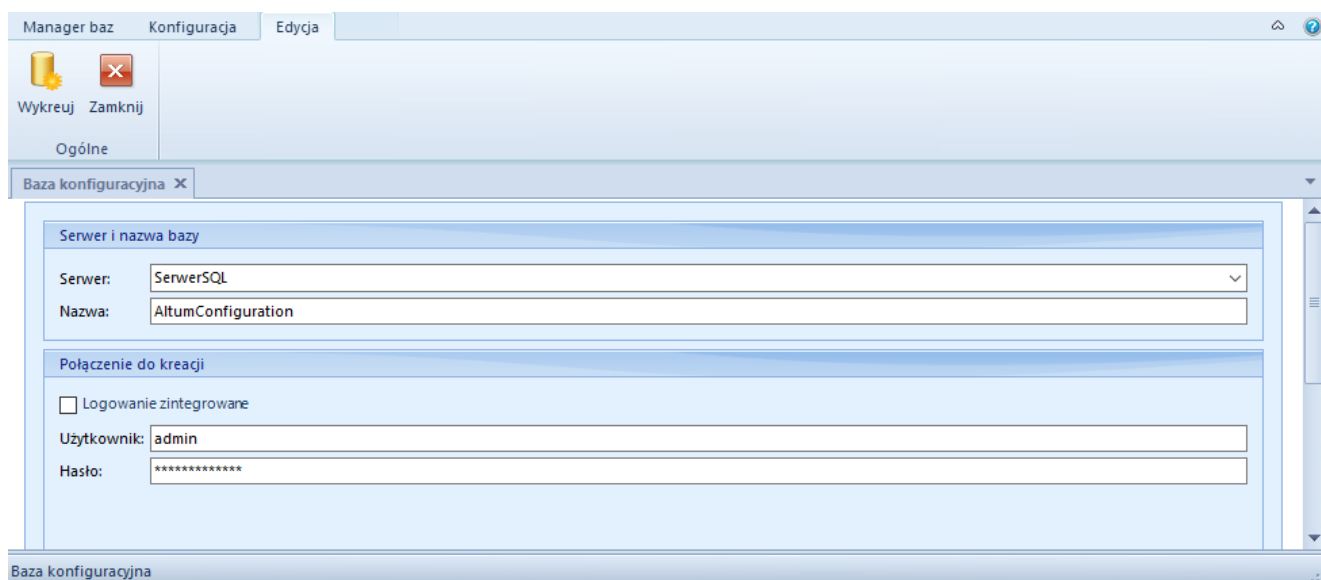 Manager baz Konfiguracja Edycja
Wykreuj Zamknij
Ogólne
Baza konfiguracyjna
Serwer i nazwa bazy
Serwer: SerwerSQL
Nazwa: AltumConfiguration
Połączenie do kreacji
Logowanie zintegrowane
Użytkownik: admin
Hasło: *************
Baza konfiguracyjna